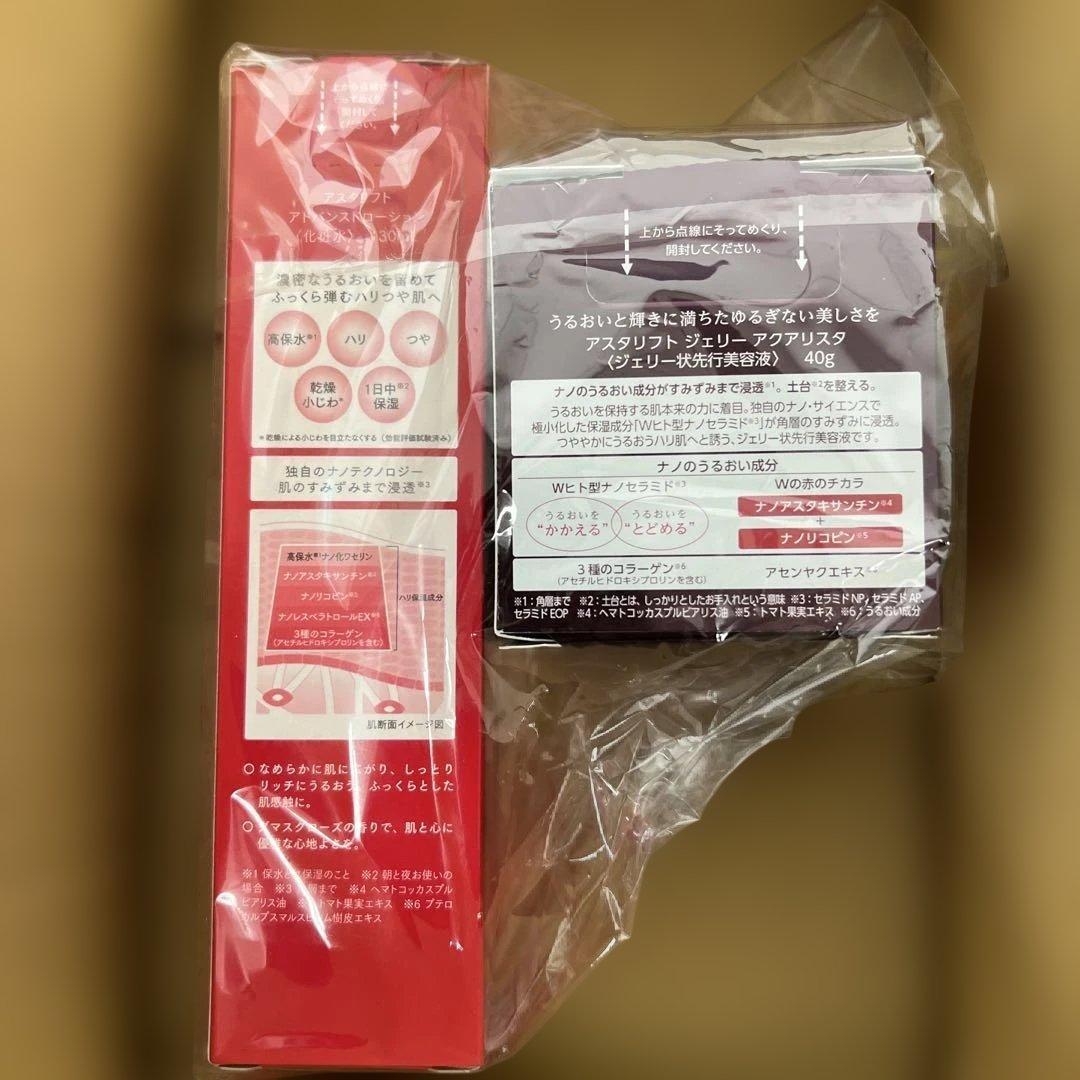 上から点線に
そってめくり、
開封して
ください。
アスタリフト
アドバンストローション
〈化粧水〉
濃密なうるおいを留めて
ふっくら弾むハリつや肌へ
高保水※1
ハリ
つや
乾燥
小じわ*
1日中※2
保湿
*乾燥による小じわを目立たなくする(効能評価試験済み)
独自のナノテクノロジー
肌のすみずみまで浸透※3
高保水※1ナノ化ワセリン
ナノアスタキサンチン※4
ナノリコピン※5
ナノレスベラトロールEX※6
3種のコラーゲン
(アセチルヒドロキシプロリンを含む)
ハリ保湿成分
肌断面イメージ図
○なめらかに肌に広がり、しっとり
リッチにうるおう。ふっくらとした
肌感触に。
○ダマスクローズの香りで、肌と心に
優雅な心地よさを。
※1 保水とは保湿のこと ※2 朝と夜お使いの
場合 ※3 角層まで ※4 ヘマトコッカスプル
ビアリス油 ※5 トマト果実エキス ※6 プテロ
カルプスマルスピウム樹皮エキス
上から点線にそってめくり、
開封してください。
うるおいと輝きに満ちたゆるぎない美しさを
アスタリフト ジェリー アクアリスタ
〈ジェリー状先行美容液〉 40g
ナノのうるおい成分がすみずみまで浸透※1。土台※2を整える。
うるおいを保持する肌本来の力に着目。独自のナノ・サイエンスで
極小化した保湿成分「Wヒト型ナノセラミド※3」が角層のすみずみに浸透。
つややかにうるおうハリ肌へと誘う、ジェリー状先行美容液です。
ナノのうるおい成分
Wヒト型ナノセラミド※3
うるおいを
“かかえる”
うるおいを
“とどめる”
Wの赤のチカラ
ナノアスタキサンチン※4
+
ナノリコピン※5
3種のコラーゲン※6
(アセチルヒドロキシプロリンを含む)
アセンヤクエキス
※1:角層まで ※2:土台とは、しっかりとしたお手入れという意味 ※3:セラミドNP、セラミドAP、
セラミドEOP ※4:ヘマトコッカスプルビアリス油 ※5:トマト果実エキス ※6:うるおい成分